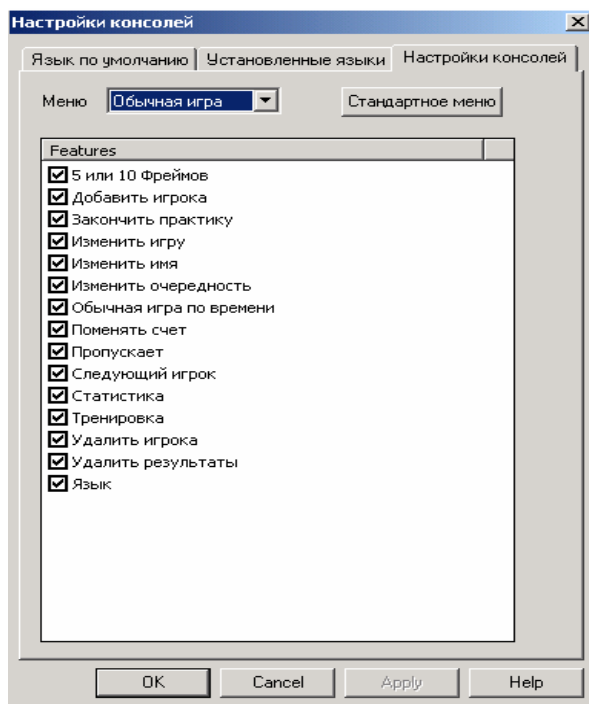 Настройки консолей
Язык по умолчанию Установленные языки Настройки консолей
Меню Обычная игра Стандартное меню
Features
5 или 10 Фреймов
Добавить игрока
Закончить практику
Изменить игру
Изменить имя
Изменить очередность
Обычная игра по времени
Поменять счет
Пропускает
Следующий игрок
Статистика
Тренировка
Удалить игрока
Удалить результаты
Язык
OK Cancel Apply Help